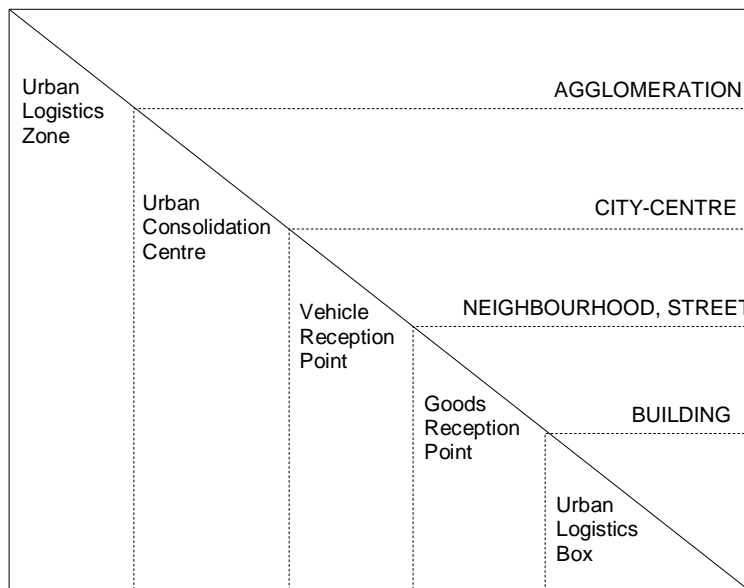 Urban
Logistics
Zone
AGGLOMERATION
Urban
Consolidation
Centre
CITY-CENTRE
Vehicle
Reception
Point
NEIGHBOURHOOD, STREET
Goods
Reception
Point
BUILDING
Urban
Logistics
Box